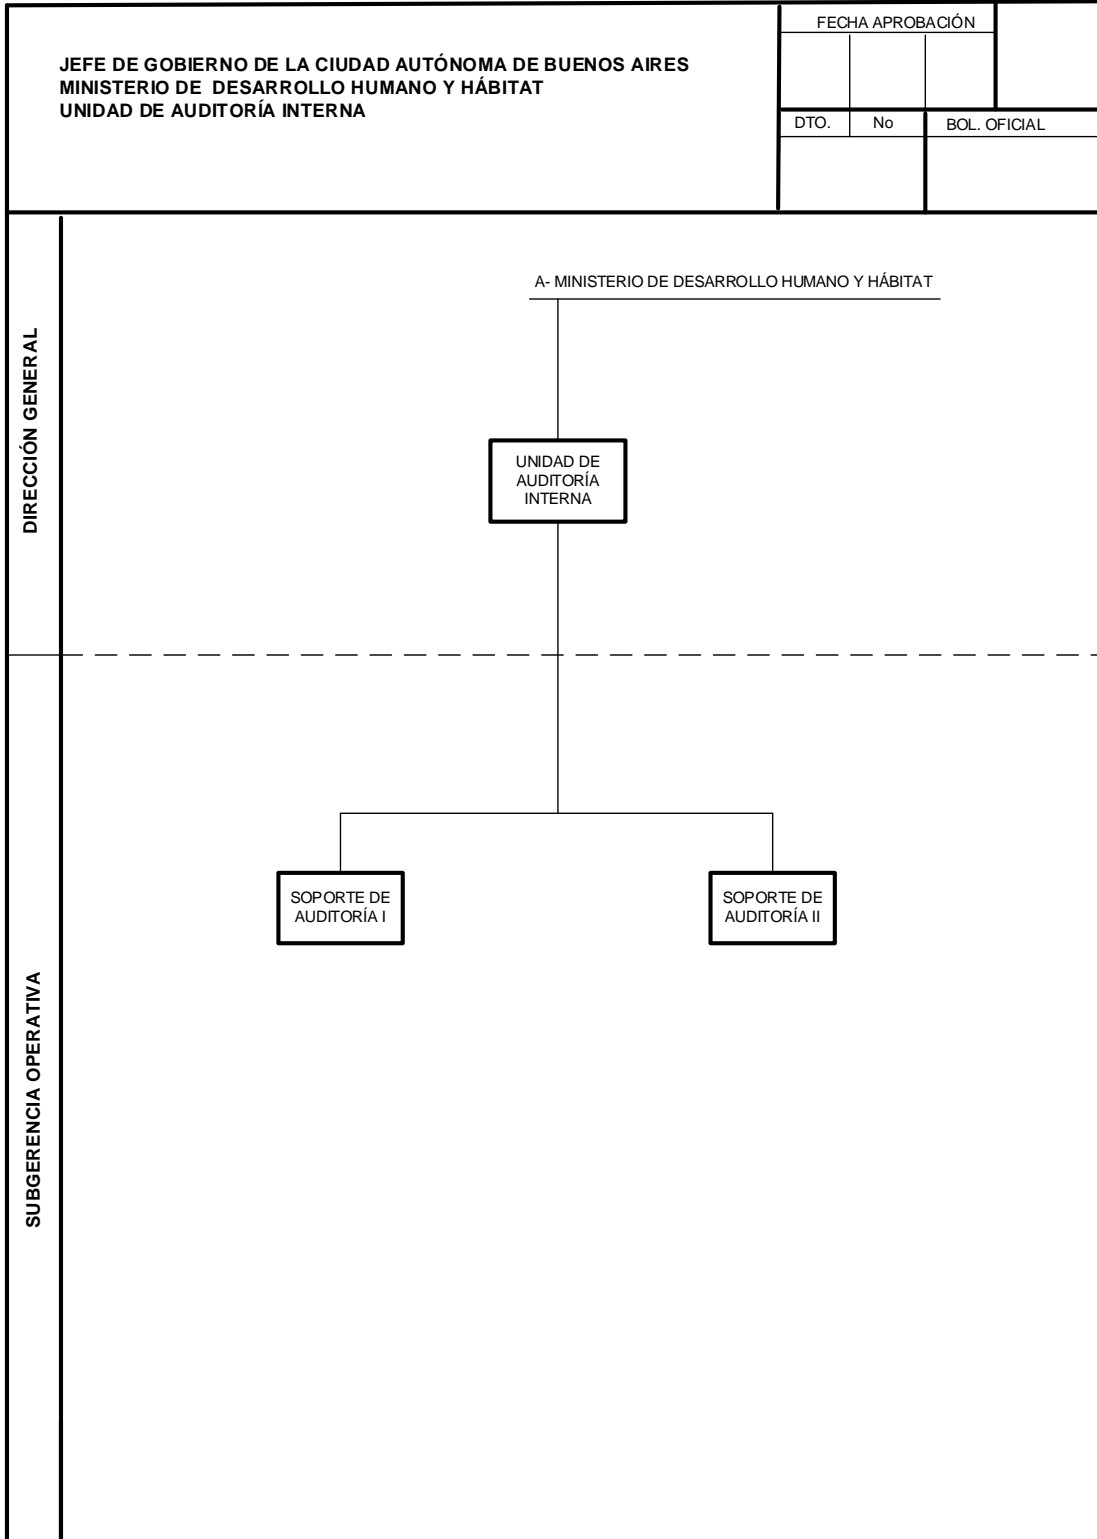 JEFE DE GOBIERNO DE LA CIUDAD AUTÓNOMA DE BUENOS AIRES
MINISTERIO DE DESARROLLO HUMANO Y HÁBITAT
UNIDAD DE AUDITORÍA INTERNA
FECHA APROBACIÓN
DTO. No BOL. OFICIAL
DIRECCIÓN GENERAL
A- MINISTERIO DE DESARROLLO HUMANO Y HÁBITAT
UNIDAD DE
AUDITORÍA
INTERNA
SUBGERENCIA OPERATIVA
SOPORTE DE
AUDITORÍA I
SOPORTE DE
AUDITORÍA II